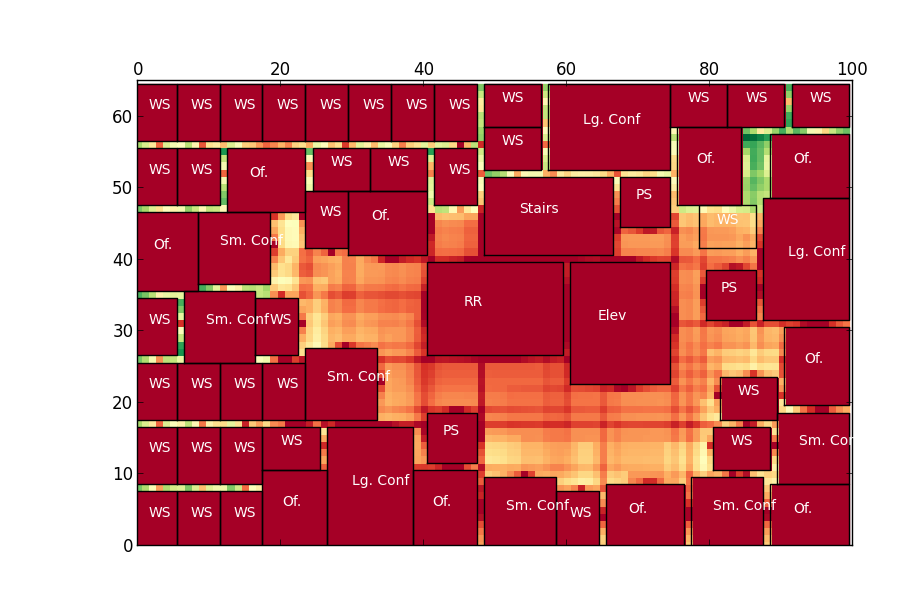 0 20 40 60 80 100
WS WS WS WS WS WS WS WS WS Lg. Conf WS WS WS
60
WS
WS WS Of. WS WS WS Of. Of.
50
PS
WS Of. Stairs WS
Of. Sm. Conf Lg. Conf
40
RR Elev PS
WS Sm. Conf WS
30
Of.
WS WS WS WS Sm. Conf WS
20
PS
WS WS WS WS WS Sm. Con
10
Lg. Conf
WS WS WS Of. Of. Sm. Conf WS Of. Sm. Conf Of.
0